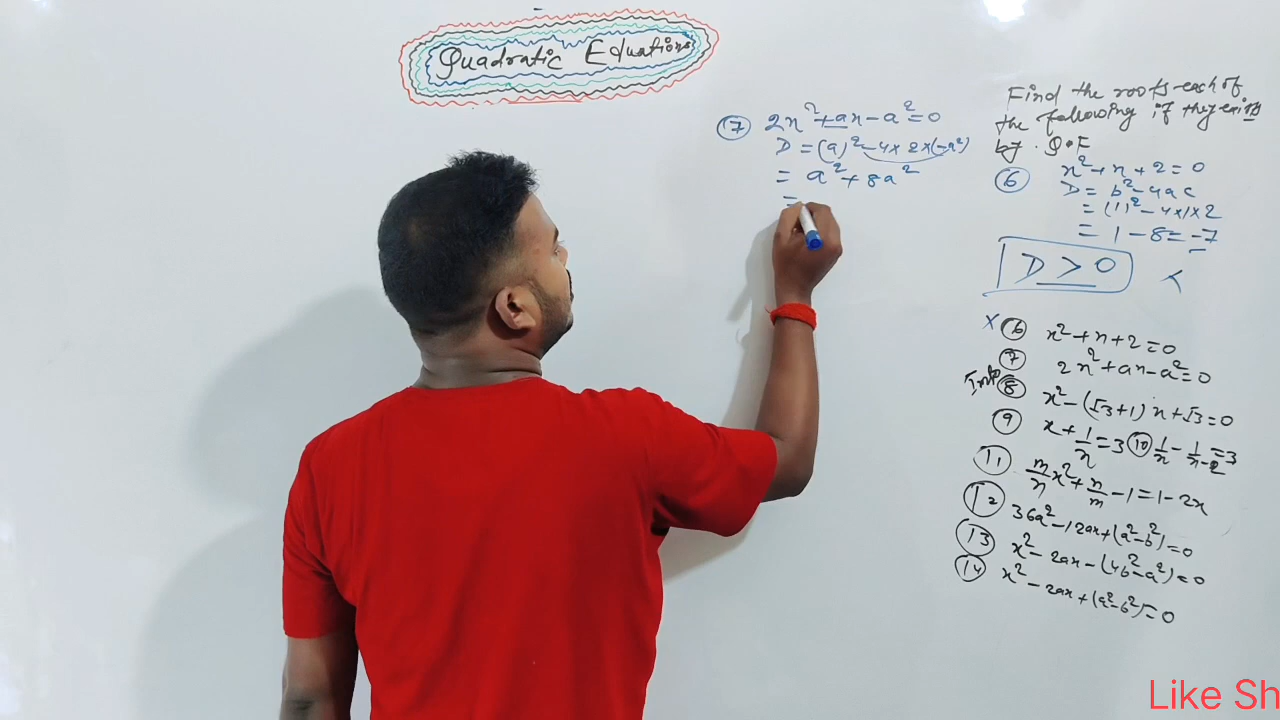 Quadratic Equations
(17) 2x²+ax-a²=0
D = (a)²-4×2×(-a²)
= a²+8a²
=
Find the roots each of
the following if they exists
by Q.F
(6) x²+x+2=0
D = b²-4ac
= (1)²-4×1×2
= 1-8=-7
D ≥ 0 <
× (6) x²+x+2=0
(7) 2x²+ax-a²=0
Imp (8) x²-(√3+1)x+√3=0
(9) x+1/x=3 (10) 1/x-1/x-2=3
(11) m/n x²+n/m-1=1-2x
(12) 36a²-12ax+(a²-b²)=0
(13) x²-2ax-(4b²-a²)=0
(14) x²-2ax+(a²-b²)=0
Like Sh